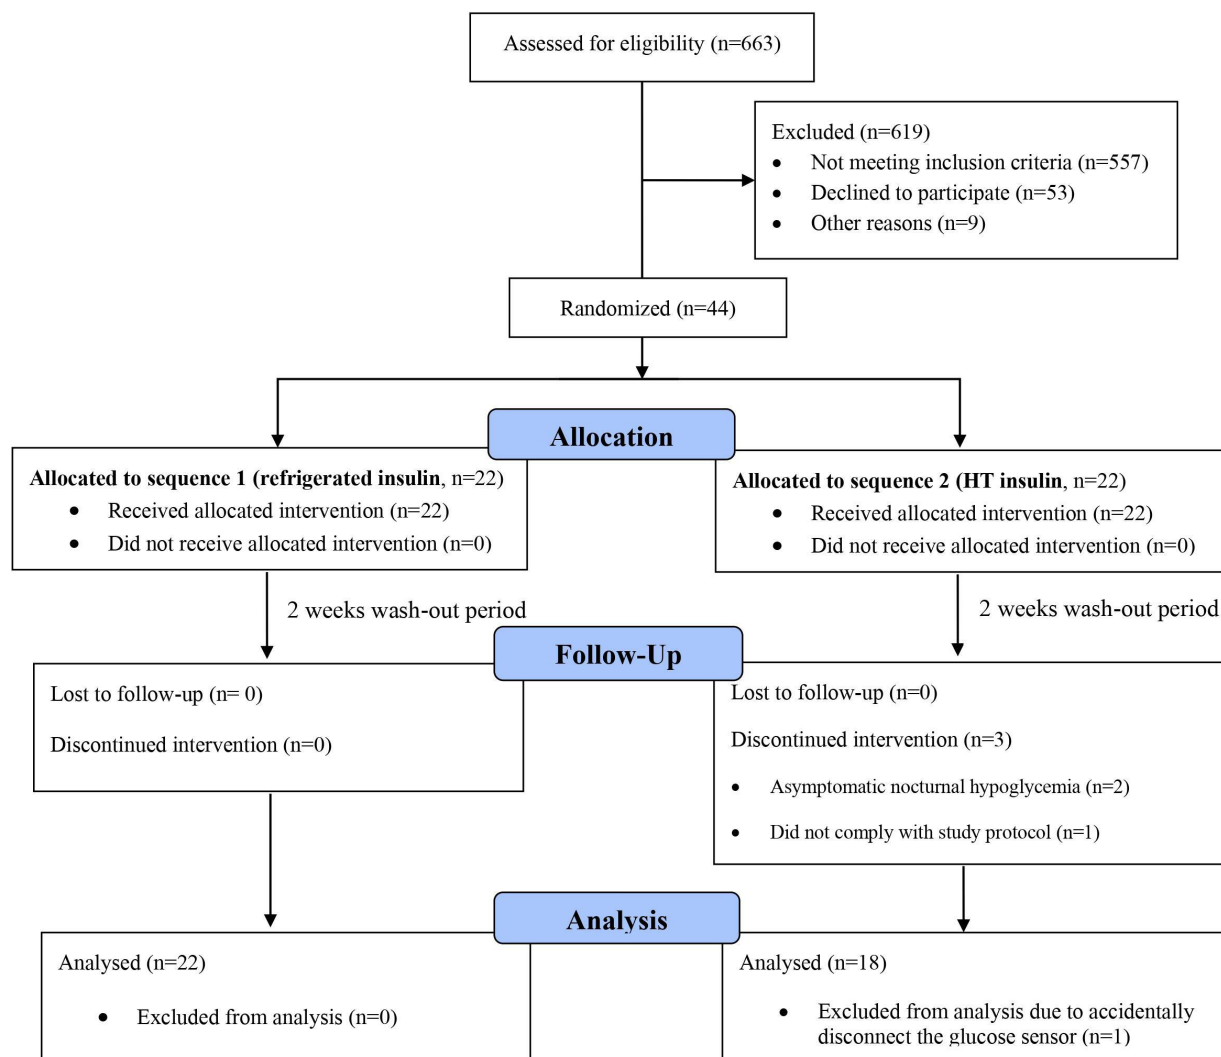 Assessed for eligibility (n=663)
Excluded (n=619)
• Not meeting inclusion criteria (n=557)
• Declined to participate (n=53)
• Other reasons (n=9)
Randomized (n=44)
Allocation
Allocated to sequence 1 (refrigerated insulin, n=22)
• Received allocated intervention (n=22)
• Did not receive allocated intervention (n=0)
Allocated to sequence 2 (HT insulin, n=22)
• Received allocated intervention (n=22)
• Did not receive allocated intervention (n=0)
2 weeks wash-out period
2 weeks wash-out period
Follow-Up
Lost to follow-up (n= 0)
Discontinued intervention (n=0)
Lost to follow-up (n=0)
Discontinued intervention (n=3)
• Asymptomatic nocturnal hypoglycemia (n=2)
• Did not comply with study protocol (n=1)
Analysis
Analysed (n=22)
• Excluded from analysis (n=0)
Analysed (n=18)
• Excluded from analysis due to accidentally
disconnect the glucose sensor (n=1)